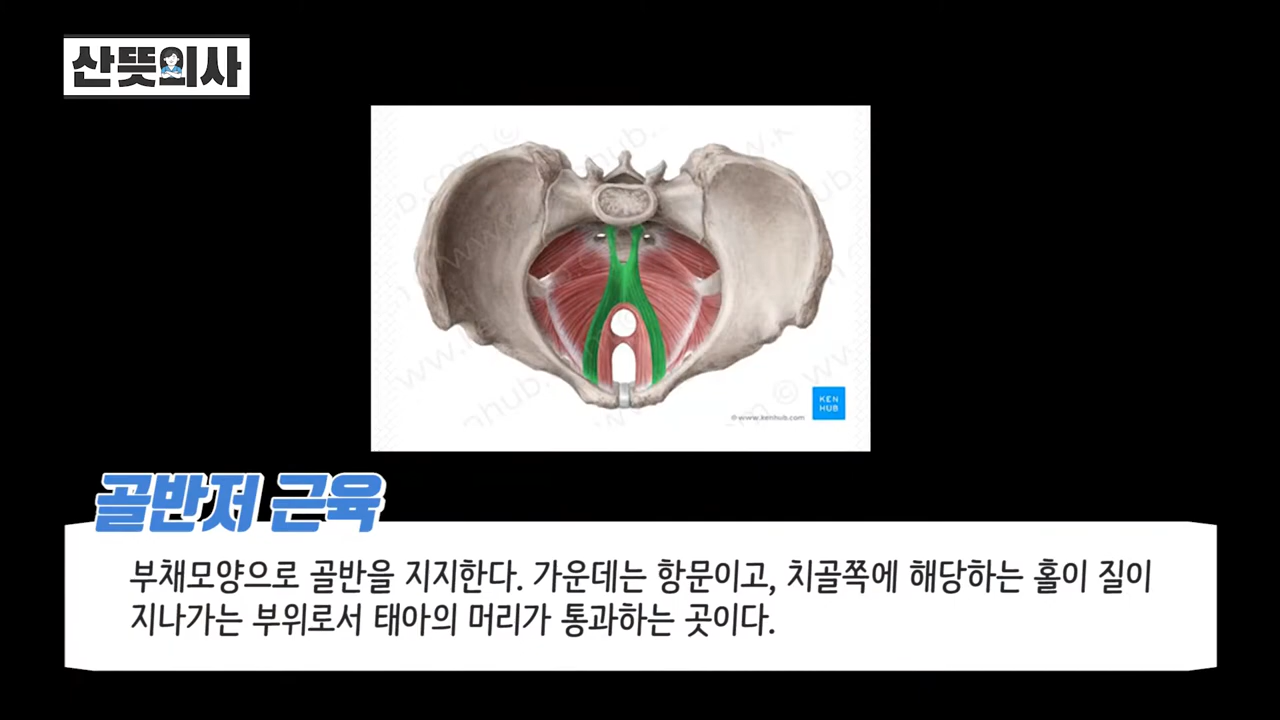 산뜻의사
KEN
HUB
© www.kenhub.com
골반저 근육
부채모양으로 골반을 지지한다. 가운데는 항문이고, 치골쪽에 해당하는 홀이 질이
지나가는 부위로서 태아의 머리가 통과하는 곳이다.